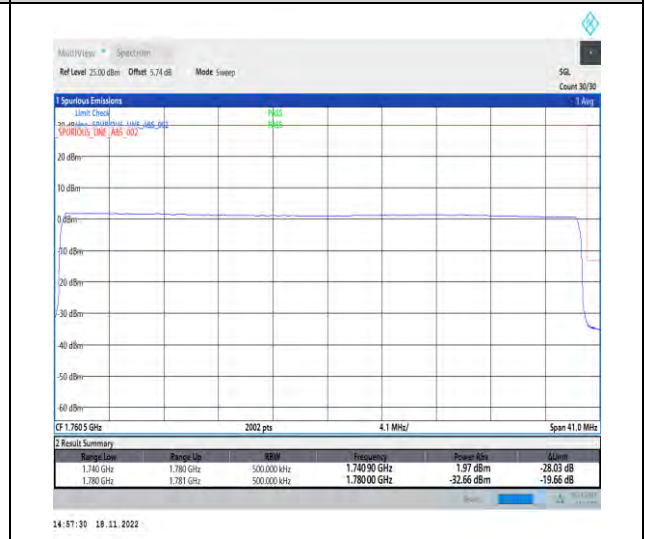 MultiView Spectrum
Ref Level 25.00 dBm Offset 5.74 dB Mode Sweep SGL
Count 30/30
1 Spurious Emissions 1 Avg
Limit Check PASS
SPURIOUS_LINE_ABS_002 PASS
SPURIOUS_LINE_ABS_002
20 dBm
10 dBm
0 dBm
-10 dBm
-20 dBm
-30 dBm
-40 dBm
-50 dBm
-60 dBm
CF 1.7605 GHz 2002 pts 4.1 MHz/ Span 41.0 MHz
2 Result Summary
Range Low Range Up RBW Frequency Power Abs ΔLimit
1.740 GHz 1.780 GHz 500.000 kHz 1.740 90 GHz 1.97 dBm -28.03 dB
1.780 GHz 1.781 GHz 500.000 kHz 1.780 00 GHz -32.66 dBm -19.66 dB
14:57:30 18.11.2022